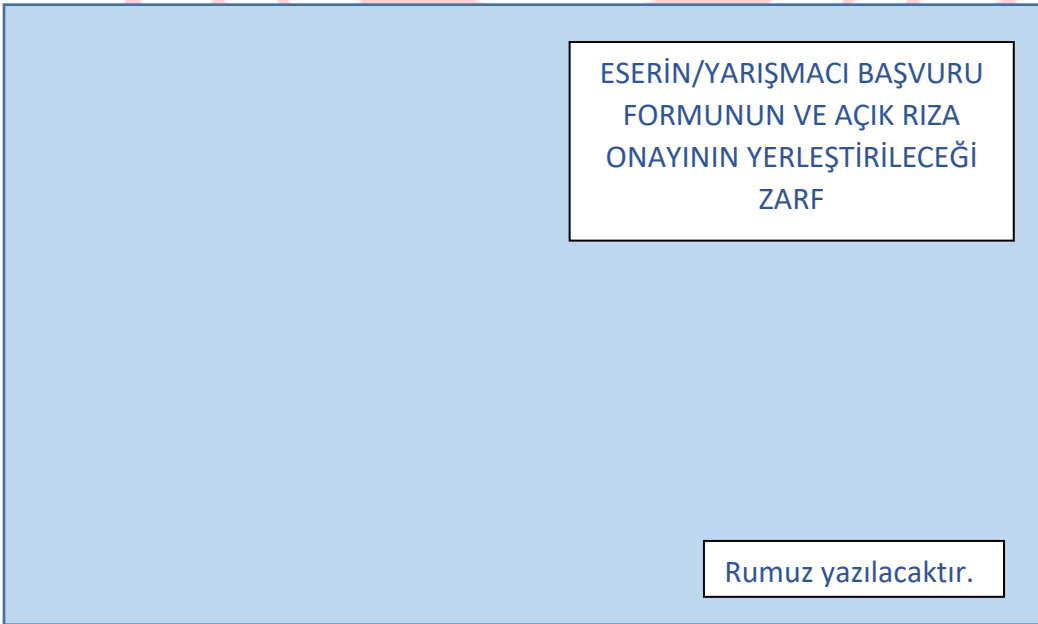 ESERİN/YARIŞMACI BAŞVURU
FORMUNUN VE AÇIK RIZA
ONAYININ YERLEŞTİRİLECEĞİ
ZARF
Rumuz yazılacaktır.